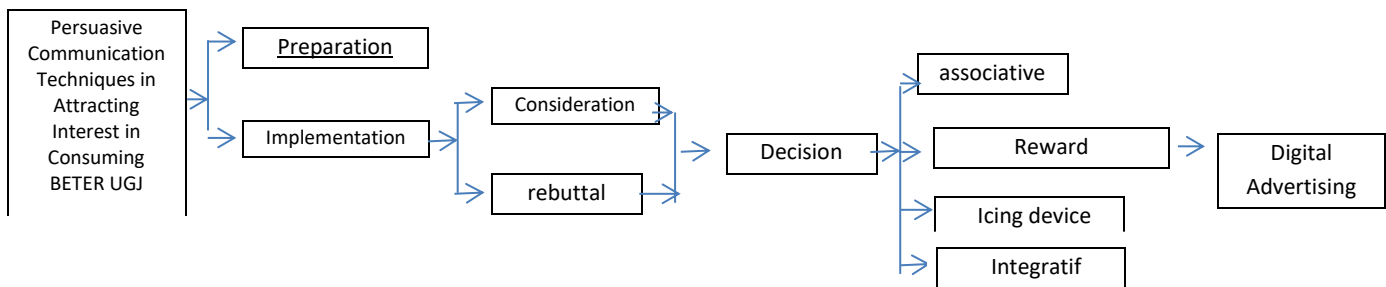 Persuasive
Communication
Techniques in
Attracting
Interest in
Consuming
BETER UGJ
Preparation
Implementation
Consideration
rebuttal
Decision
associative
Reward
Icing device
Integratif
Digital
Advertising